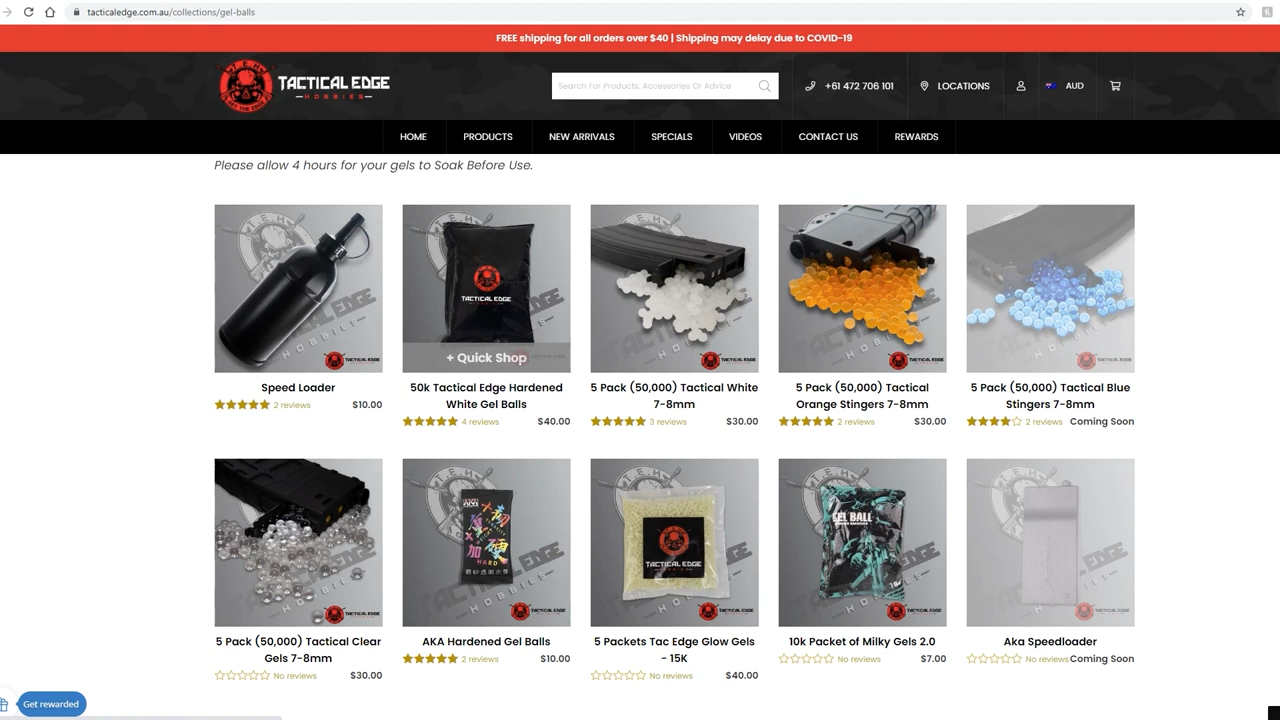 tacticaledge.com.au/collections/gel-balls
FREE shipping for all orders over $40 | Shipping may delay due to COVID-19
TACTICAL EDGE
HOBBIES
Search For Products, Accessories Or Advice
+61 472 706 101
LOCATIONS
AUD
HOME
PRODUCTS
NEW ARRIVALS
SPECIALS
VIDEOS
CONTACT US
REWARDS
Please allow 4 hours for your gels to Soak Before Use.
TACTICAL EDGE
+ Quick Shop
Speed Loader
2 reviews
$10.00
50k Tactical Edge Hardened
White Gel Balls
4 reviews
$40.00
5 Pack (50,000) Tactical White
7-8mm
3 reviews
$30.00
5 Pack (50,000) Tactical
Orange Stingers 7-8mm
2 reviews
$30.00
5 Pack (50,000) Tactical Blue
Stingers 7-8mm
2 reviews
Coming Soon
HARD
TACTICAL EDGE
GEL BALL
5 Pack (50,000) Tactical Clear
Gels 7-8mm
No reviews
$30.00
AKA Hardened Gel Balls
2 reviews
$10.00
5 Packets Tac Edge Glow Gels
- 15K
No reviews
$40.00
10k Packet of Milky Gels 2.0
No reviews
$7.00
Aka Speedloader
No reviews
Coming Soon
Get rewarded